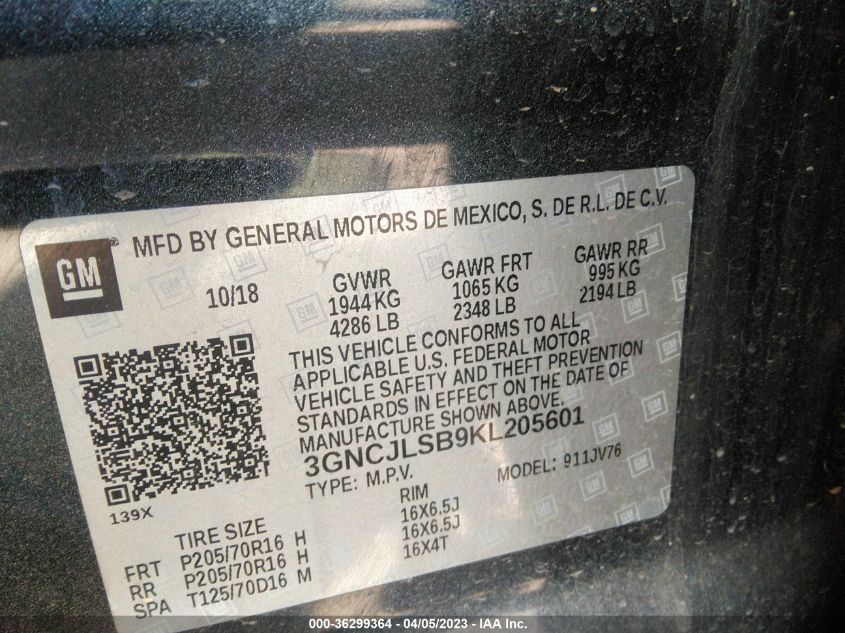 MFD BY GENERAL MOTORS DE MEXICO, S. DE R.L. DE C.V.
GM ®
10/18
GVWR GAWR FRT GAWR RR
1944 KG 1065 KG 995 KG
4286 LB 2348 LB 2194 LB
THIS VEHICLE CONFORMS TO ALL
APPLICABLE U.S. FEDERAL MOTOR
VEHICLE SAFETY AND THEFT PREVENTION
STANDARDS IN EFFECT ON THE DATE OF
MANUFACTURE SHOWN ABOVE.
3GNCJLSB9KL205601
TYPE: M.P.V. MODEL: 911JV76
139X
TIRE SIZE RIM
FRT P205/70R16 H 16X6.5J
RR P205/70R16 H 16X6.5J
SPA T125/70D16 M 16X4T
000-36299364 - 04/05/2023 - IAA Inc.